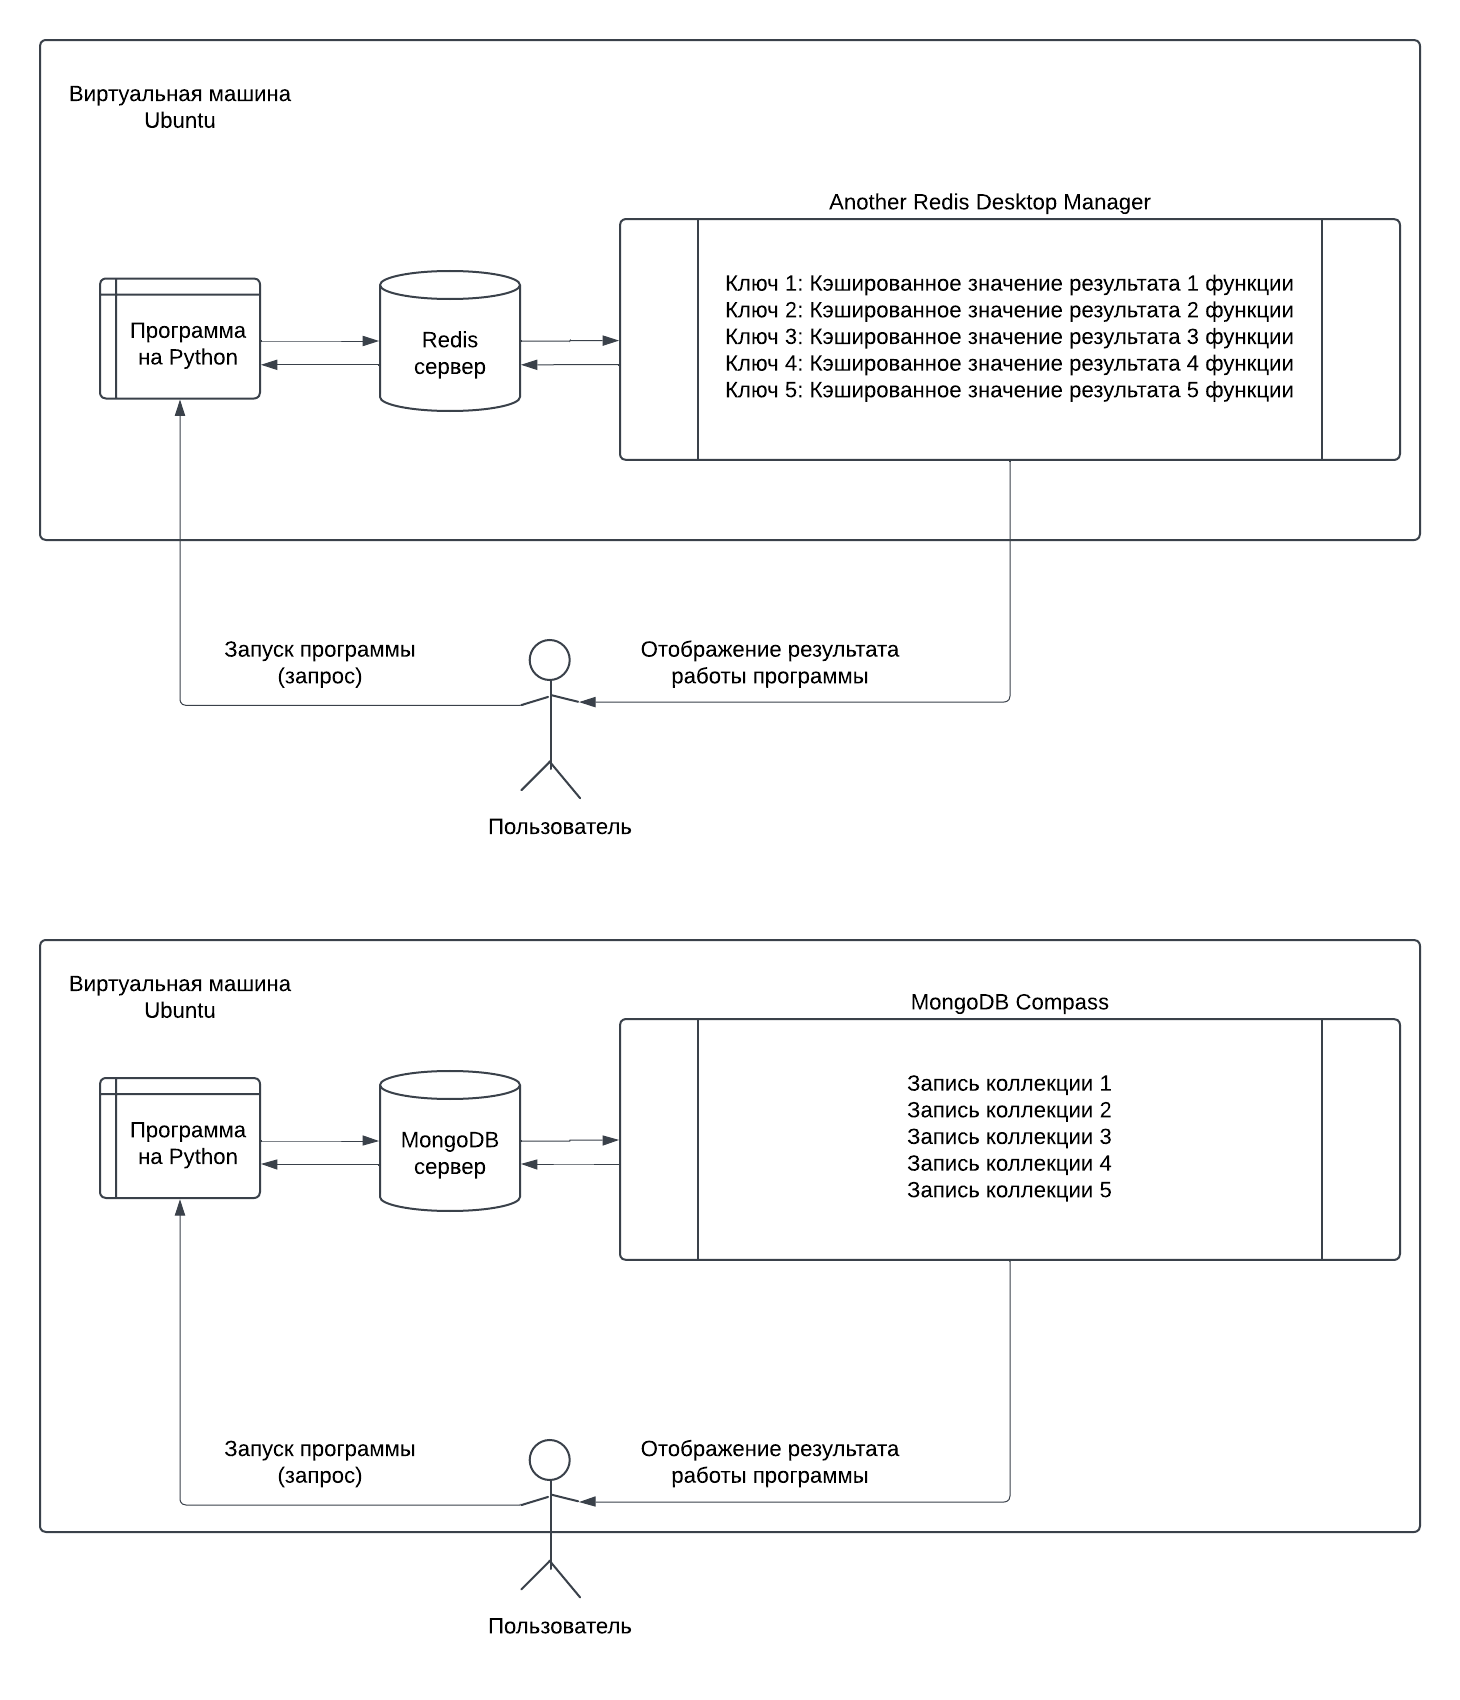 Виртуальная машина
Ubuntu
Another Redis Desktop Manager
Программа
на Python
Redis
сервер
Ключ 1: Кэшированное значение результата 1 функции
Ключ 2: Кэшированное значение результата 2 функции
Ключ 3: Кэшированное значение результата 3 функции
Ключ 4: Кэшированное значение результата 4 функции
Ключ 5: Кэшированное значение результата 5 функции
Запуск программы
(запрос)
Отображение результата
работы программы
Пользователь
Виртуальная машина
Ubuntu
MongoDB Compass
Программа
на Python
MongoDB
сервер
Запись коллекции 1
Запись коллекции 2
Запись коллекции 3
Запись коллекции 4
Запись коллекции 5
Запуск программы
(запрос)
Отображение результата
работы программы
Пользователь